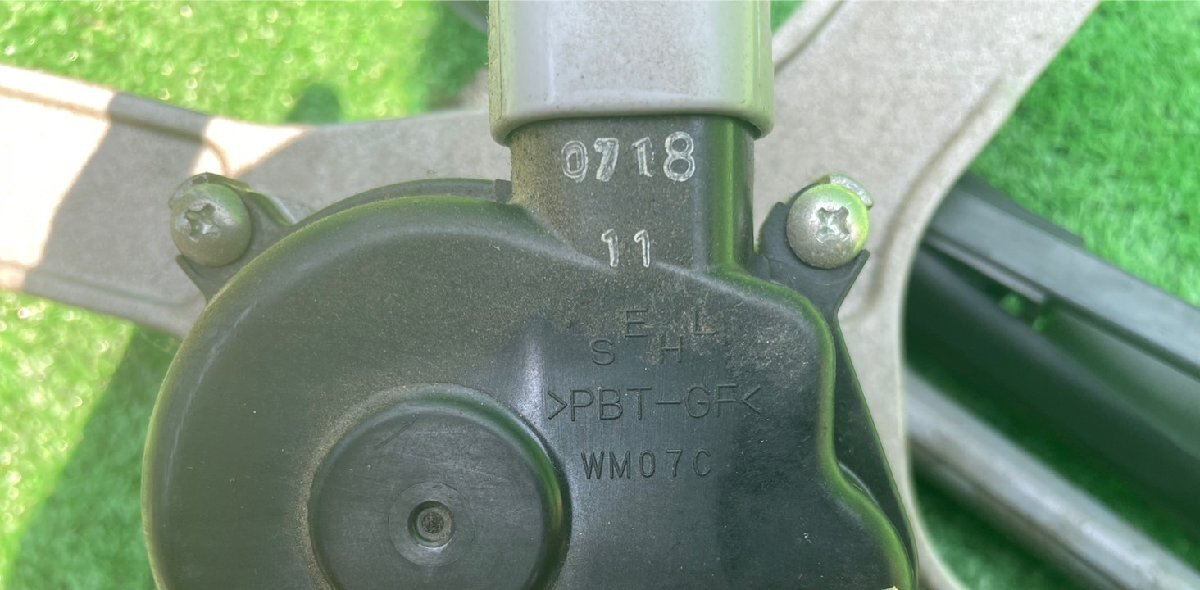 0718
11
E L
S H
>PBT-GF<
WM07C